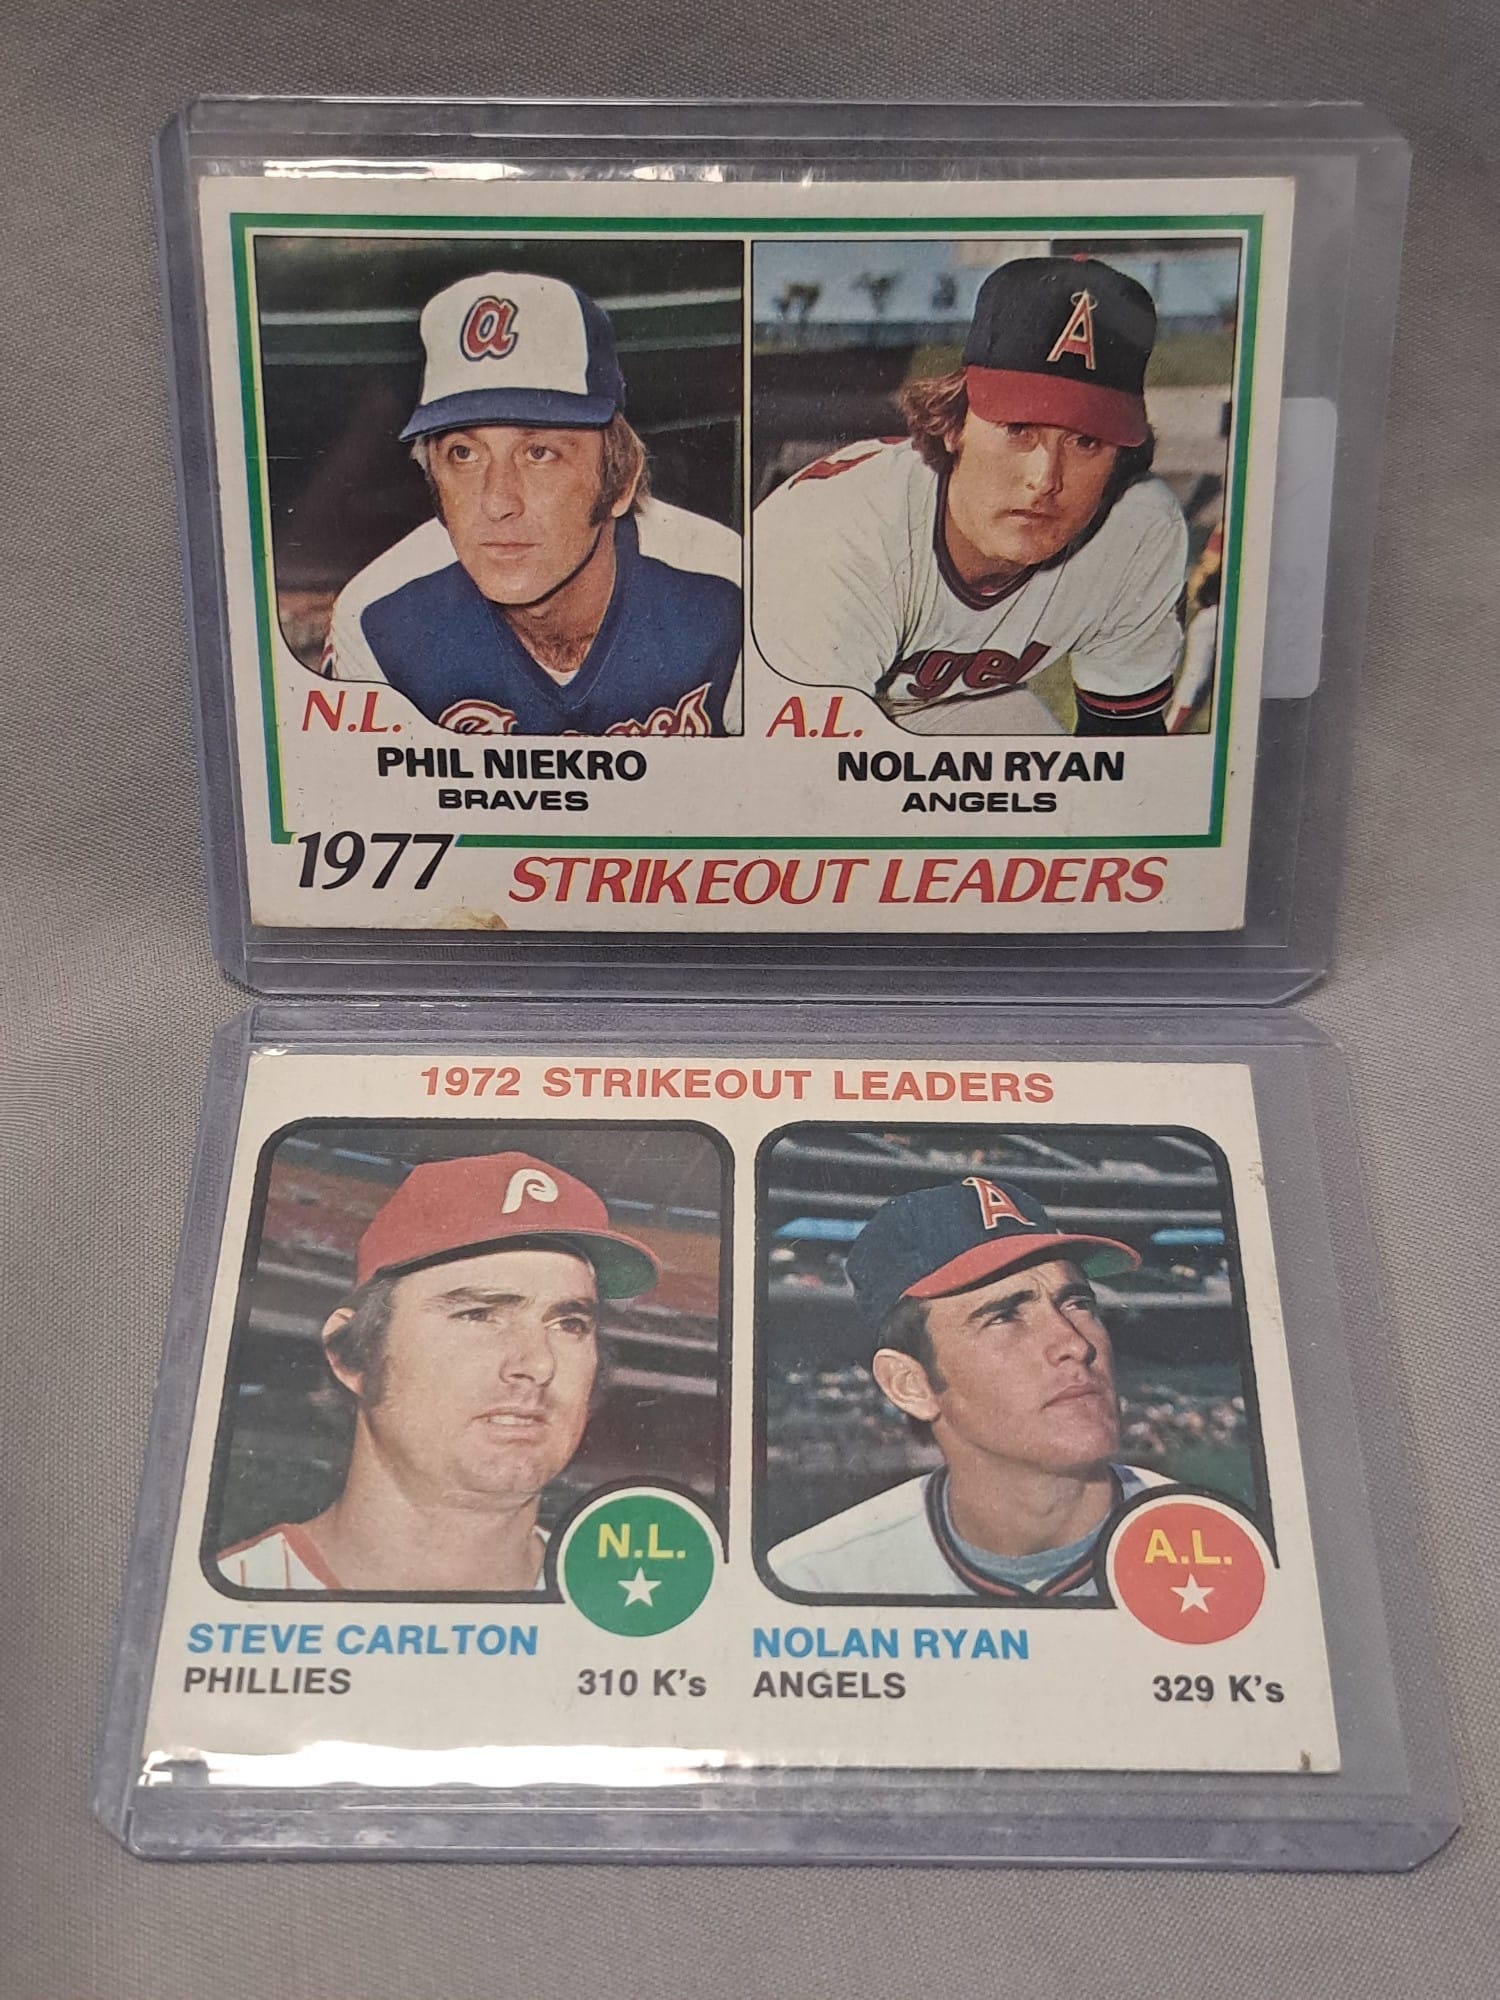 a
A
gel
N.L.
A.L.
PHIL NIEKRO
NOLAN RYAN
BRAVES
ANGELS
1977 STRIKEOUT LEADERS
1972 STRIKEOUT LEADERS
P
A
N.L.
A.L.
STEVE CARLTON
NOLAN RYAN
PHILLIES
310 K's
ANGELS
329 K's